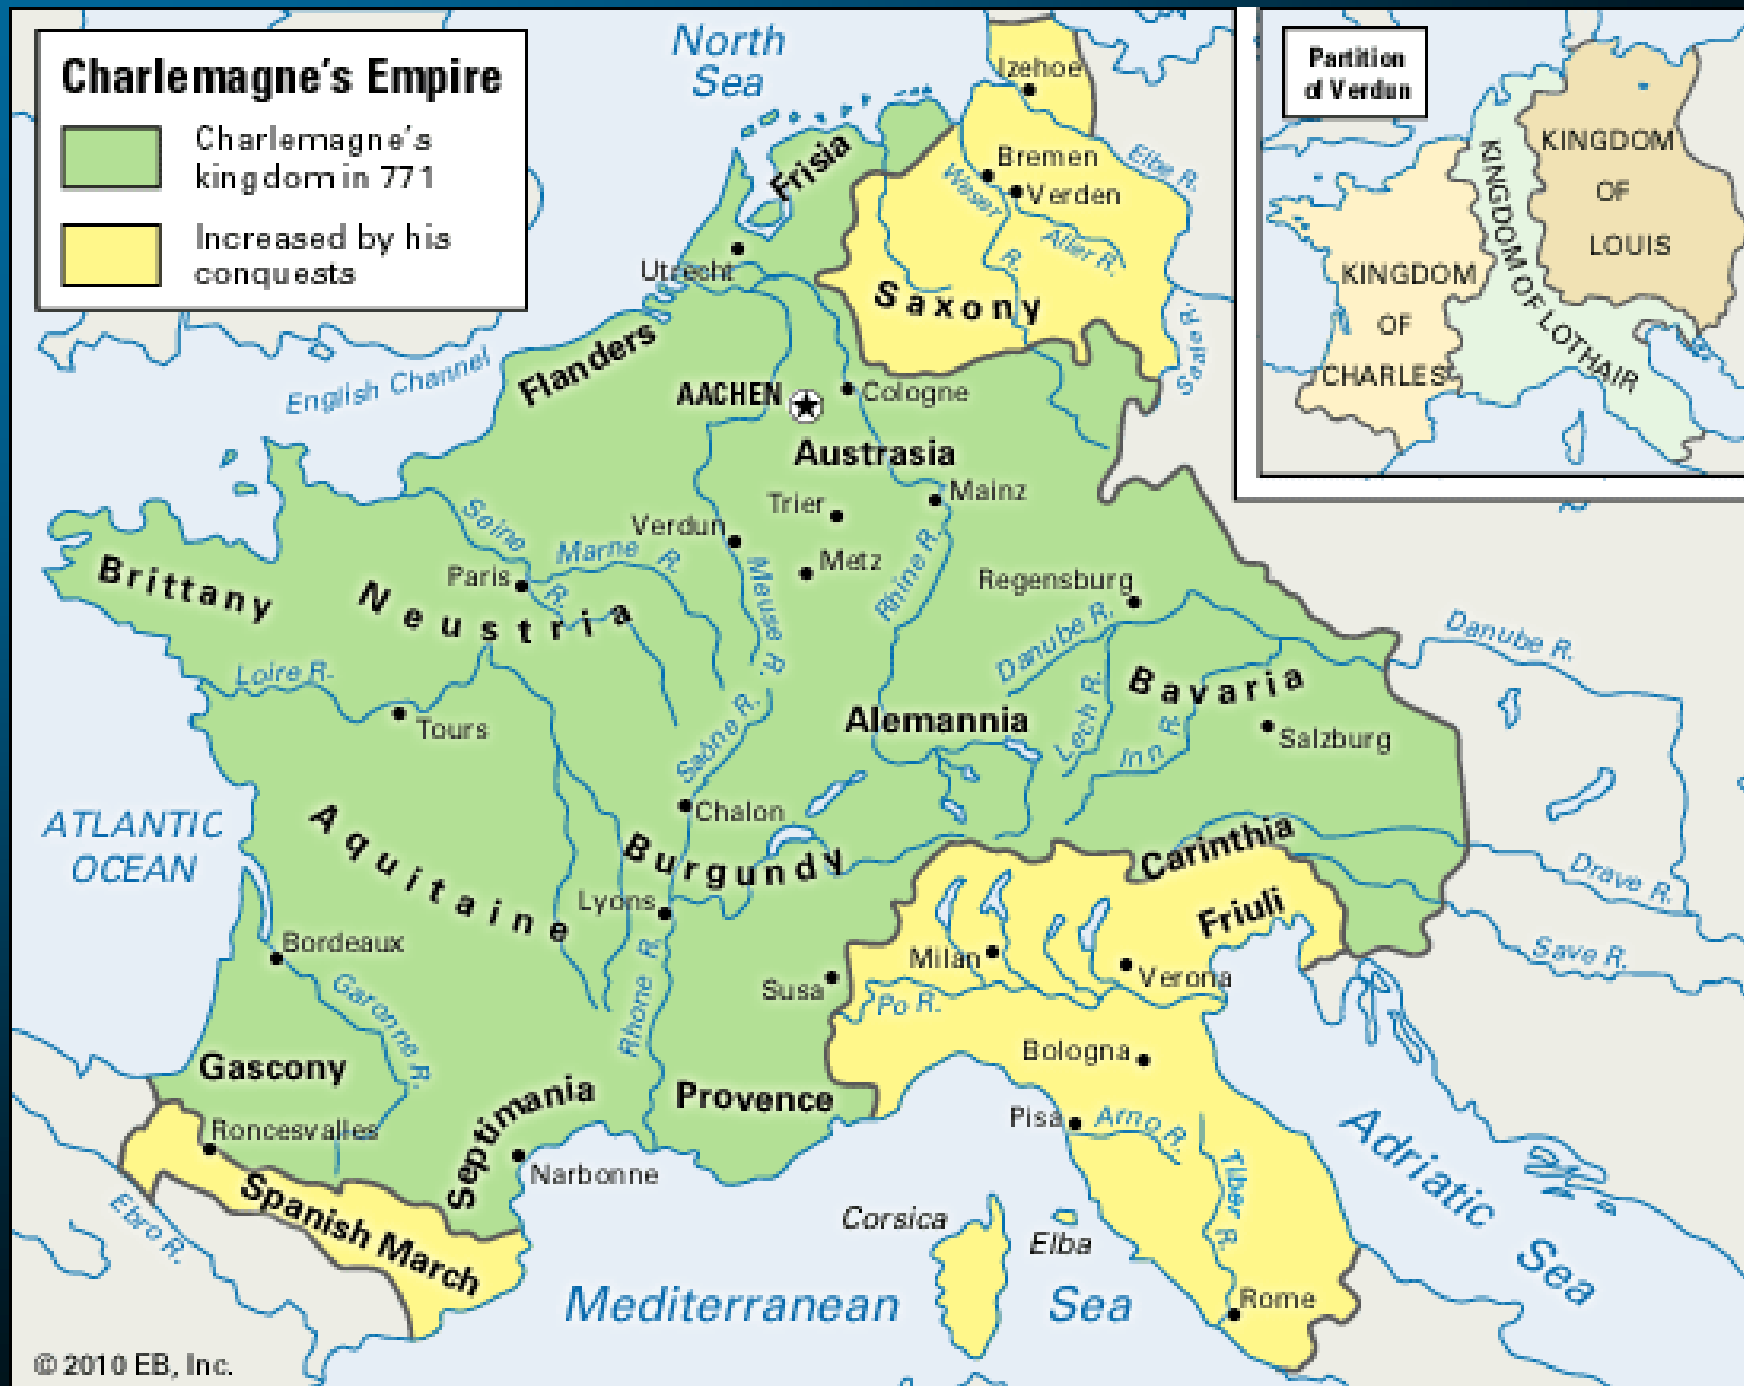 Charlemagne's Empire
Charlemagne's
kingdom in 771
Increased by his
conquests
North
Sea
Izehoe
Bremen
Verden
Elbe R.
Weser
R.
Aller R.
Frisia
Utrecht
Saxony
Saale R.
Flanders
English Channel
AACHEN
Cologne
Austrasia
Trier
Mainz
Verdun
Metz
Seine
R.
Marne R.
Paris
Meuse R.
Rhine R.
Regensburg
Danube R.
Danube R.
Brittany
Neustria
Loire R.
Tours
Saône R.
Alemannia
Lech R.
Inn R.
Bavaria
Salzburg
ATLANTIC
OCEAN
Aquitaine
Chalon
Burgundy
Carinthia
Drave R.
Lyons
Friuli
Save R.
Bordeaux
Milan
Verona
Susa
Po R.
Garonne R.
Rhone R.
Bologna
Gascony
Septimania
Provence
Pisa
Arno R.
Tiber R.
Adriatic Sea
Roncesvalles
Narbonne
Spanish March
Ebro R.
Corsica
Elba
Mediterranean Sea
Rome
© 2010 EB, Inc.
Partition
of Verdun
KINGDOM
OF
LOUIS
KINGDOM OF LOTHAIR
KINGDOM
OF
CHARLES